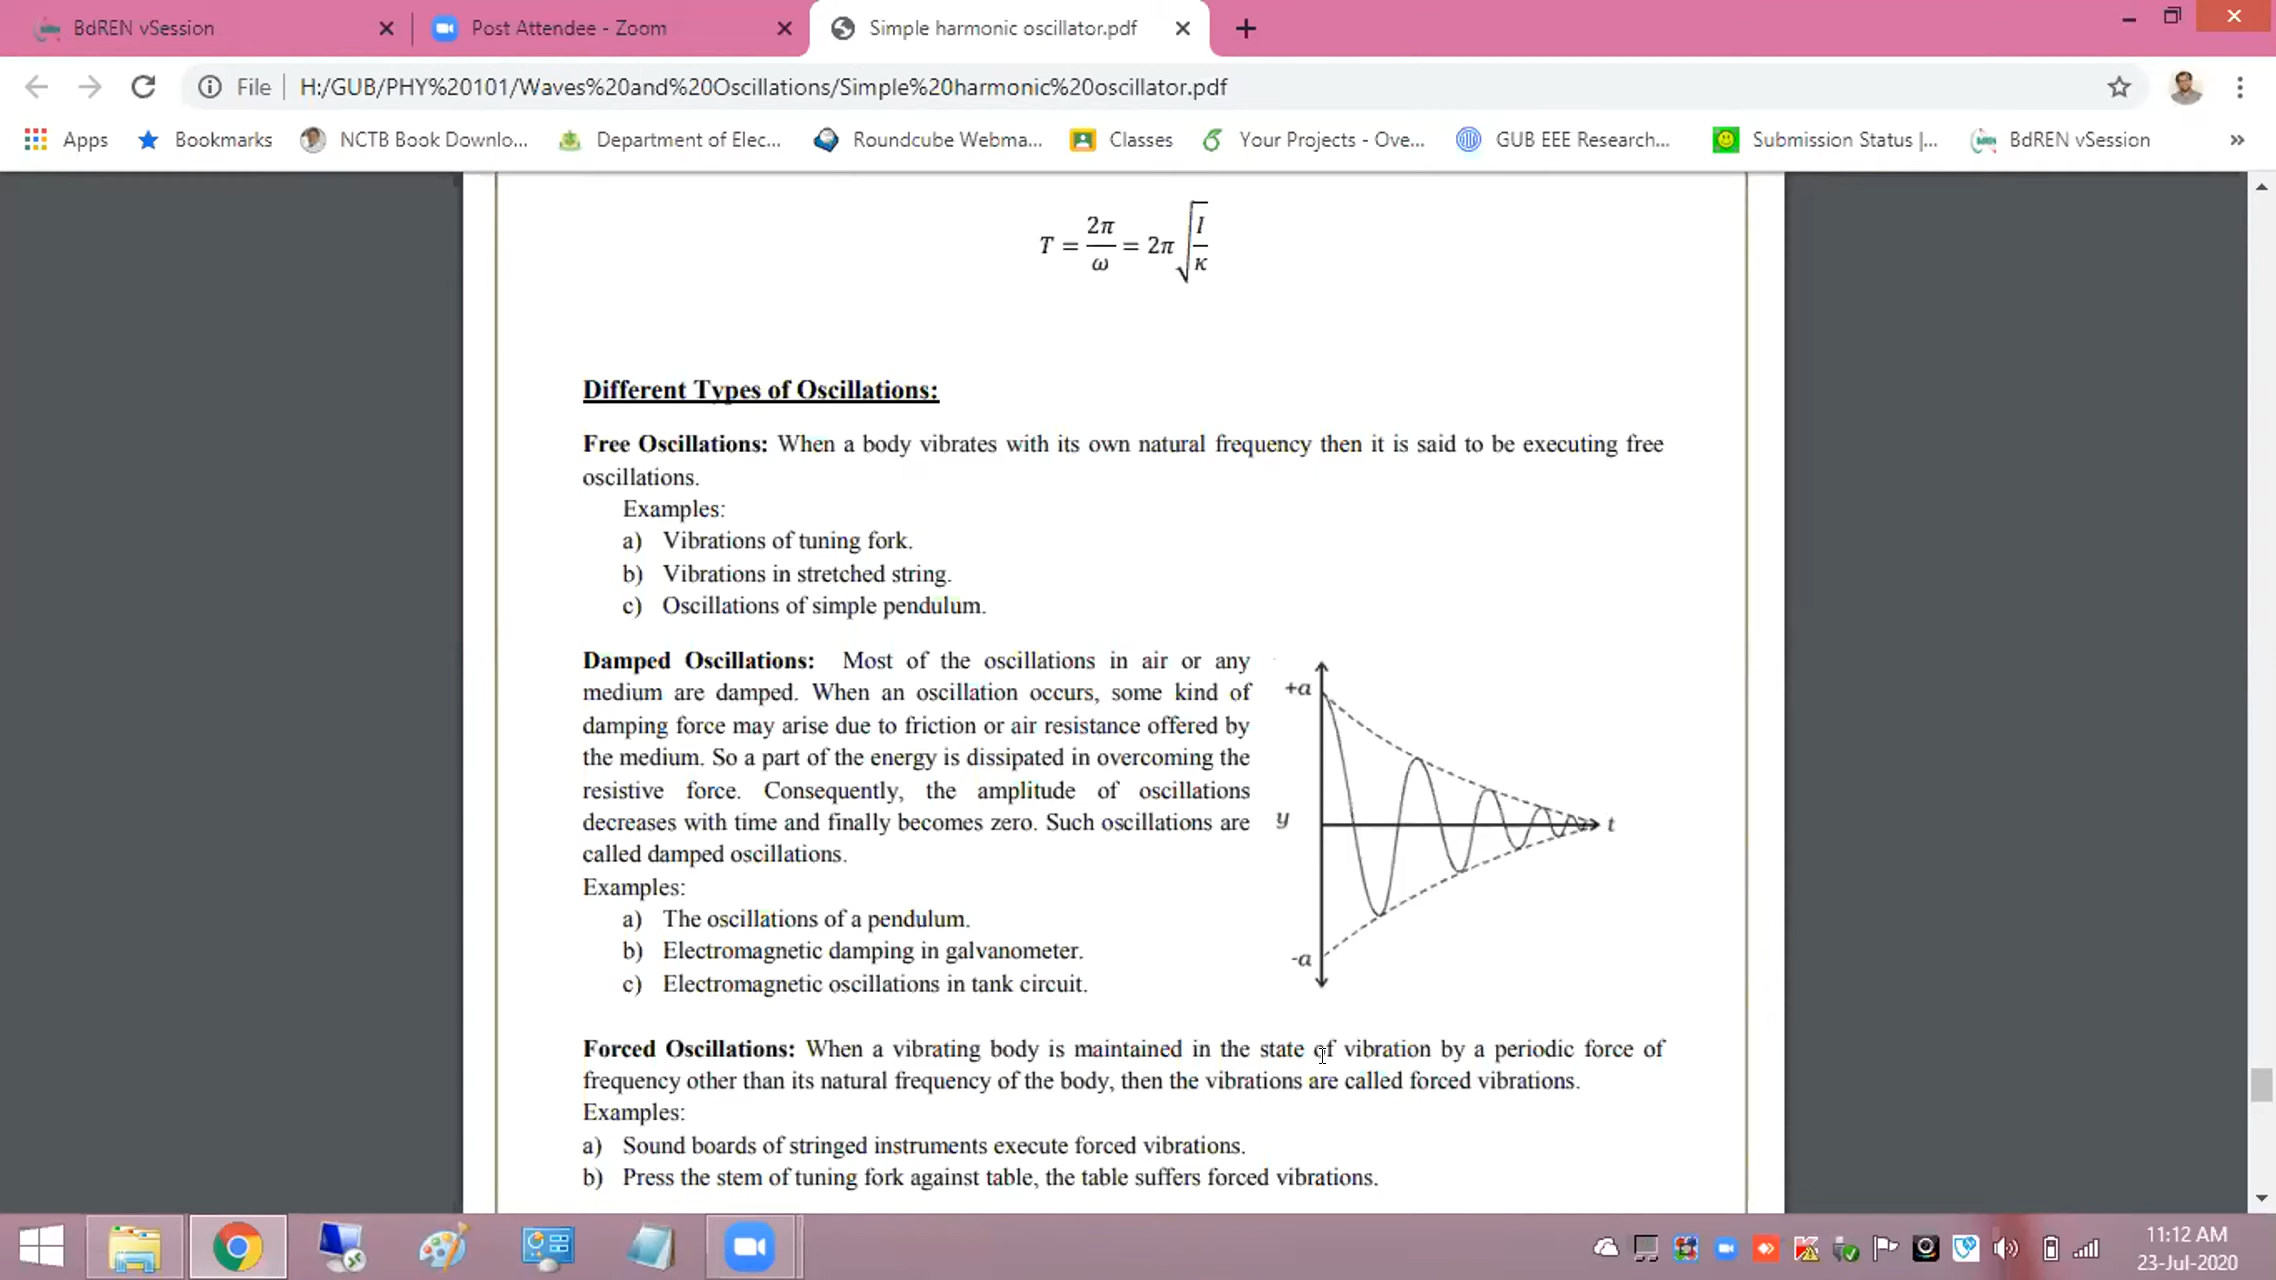 BdREN vSession
Post Attendee - Zoom
Simple harmonic oscillator.pdf
File
H:/GUB/PHY%20101/Waves%20and%20Oscillations/Simple%20harmonic%20oscillator.pdf
Apps
Bookmarks
NCTB Book Downlo...
Department of Elec...
Roundcube Webma...
Classes
Your Projects - Ove...
GUB EEE Research...
Submission Status |...
BdREN vSession
»
T = 2π/ω = 2π √(I/κ)
Different Types of Oscillations:
Free Oscillations: When a body vibrates with its own natural frequency then it is said to be executing free
oscillations.
Examples:
a) Vibrations of tuning fork.
b) Vibrations in stretched string.
c) Oscillations of simple pendulum.
Damped Oscillations: Most of the oscillations in air or any
medium are damped. When an oscillation occurs, some kind of
damping force may arise due to friction or air resistance offered by
the medium. So a part of the energy is dissipated in overcoming the
resistive force. Consequently, the amplitude of oscillations
decreases with time and finally becomes zero. Such oscillations are
called damped oscillations.
Examples:
a) The oscillations of a pendulum.
b) Electromagnetic damping in galvanometer.
c) Electromagnetic oscillations in tank circuit.
+a
y
t
-a
Forced Oscillations: When a vibrating body is maintained in the state of vibration by a periodic force of
frequency other than its natural frequency of the body, then the vibrations are called forced vibrations.
Examples:
a) Sound boards of stringed instruments execute forced vibrations.
b) Press the stem of tuning fork against table, the table suffers forced vibrations.
11:12 AM
23-Jul-2020